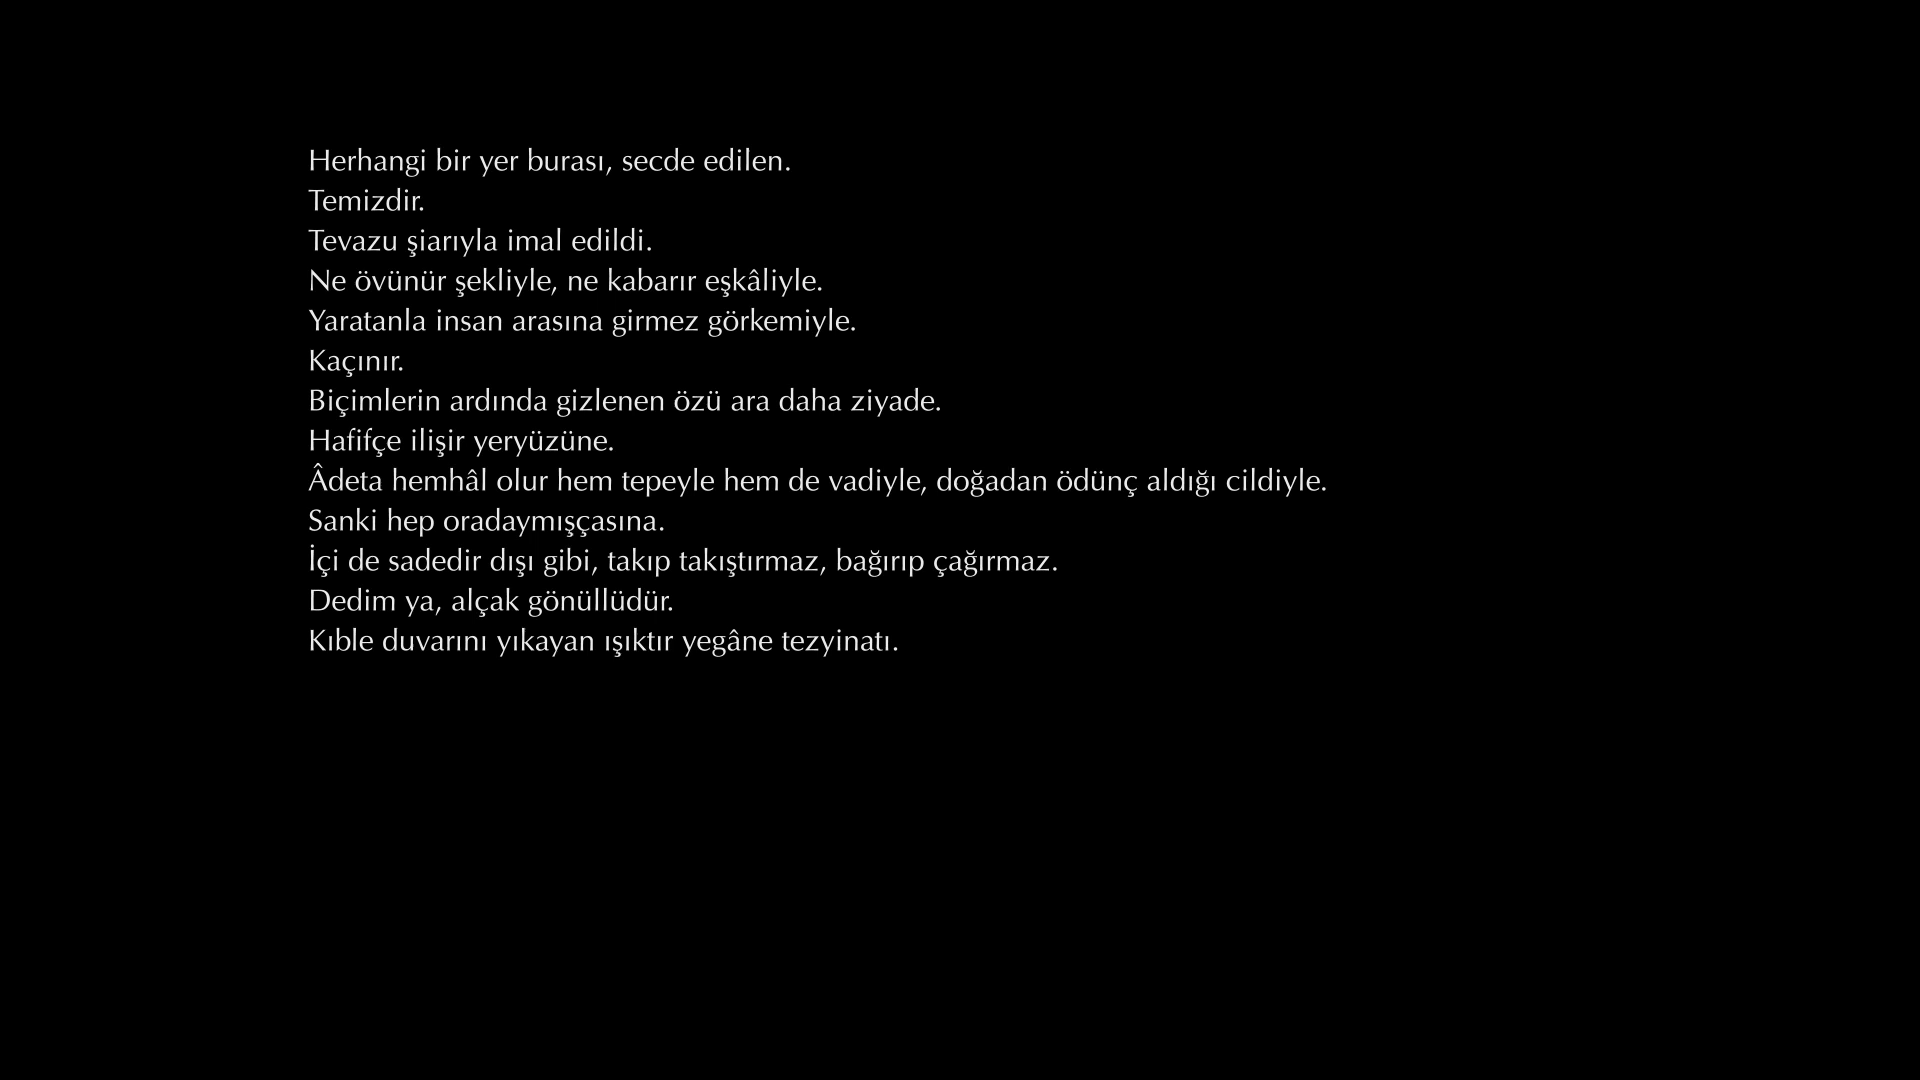 Herhangi bir yer burası, secde edilen.
Temizdir.
Tevazu şiarıyla imal edildi.
Ne övünür şekliyle, ne kabarır eşkâliyle.
Yaratanla insan arasına girmez görkemiyle.
Kaçınır.
Biçimlerin ardında gizlenen özü ara daha ziyade.
Hafifçe ilişir yeryüzüne.
Âdeta hemhâl olur hem tepeyle hem de vadiyle, doğadan ödünç aldığı cildiyle.
Sanki hep oradaymışçasına.
İçi de sadedir dışı gibi, takıp takıştırmaz, bağırıp çağırmaz.
Dedim ya, alçak gönüllüdür.
Kıble duvarını yıkayan ışıktır yegâne tezyinatı.